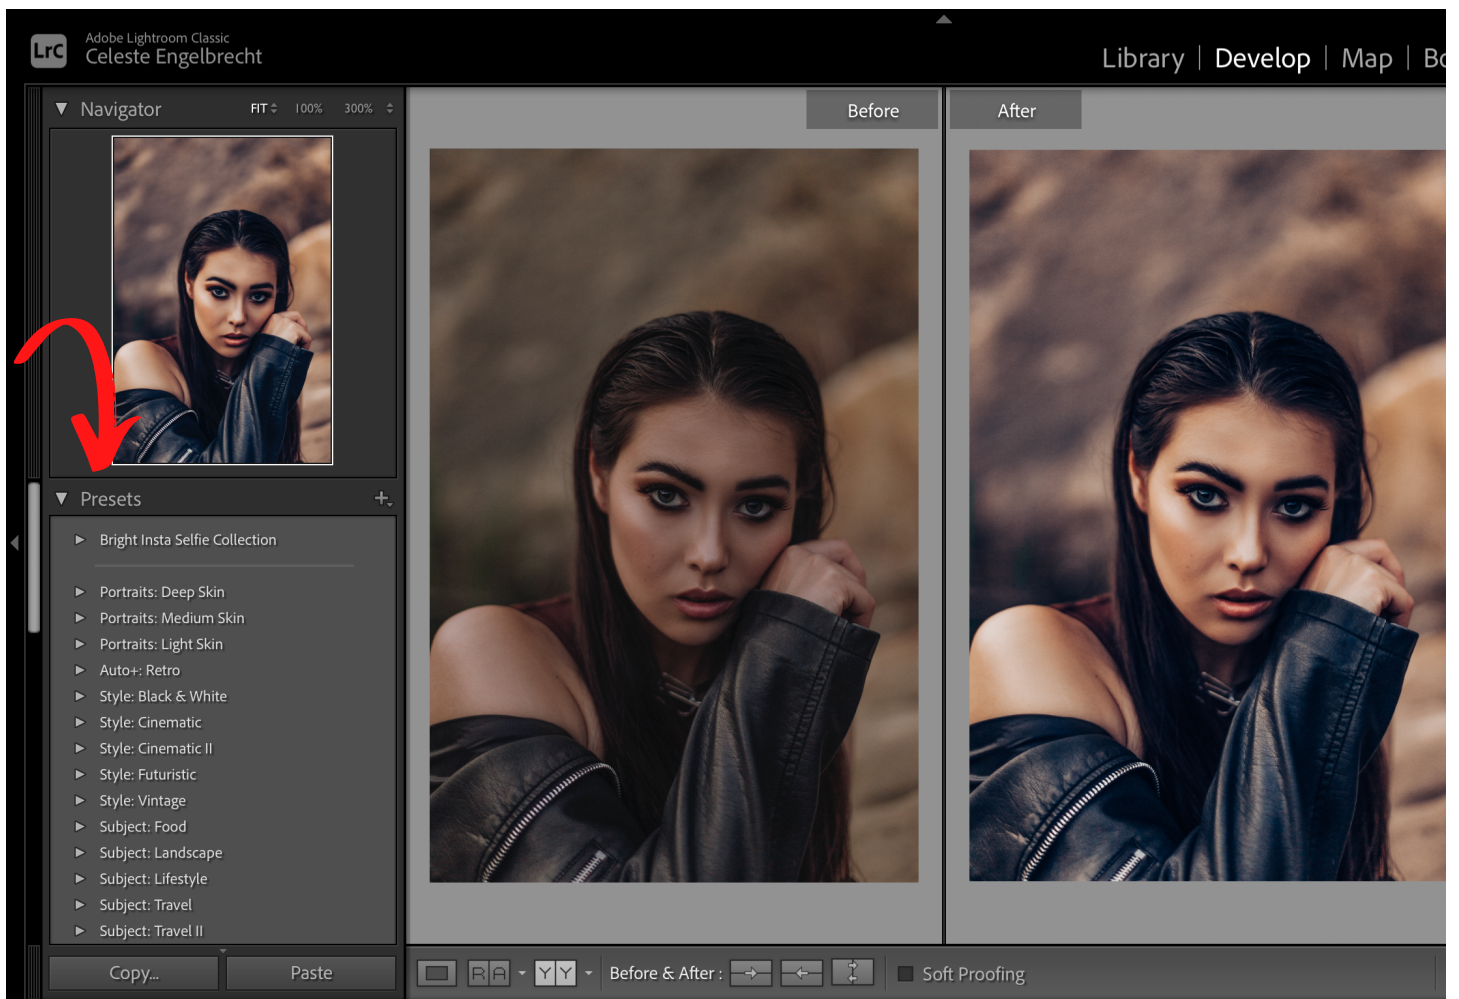 LrC
Adobe Lightroom Classic
Celeste Engelbrecht
Library | Develop | Map |
Navigator FIT 100% 300%
Before
After
Presets
Bright Insta Selfie Collection
Portraits: Deep Skin
Portraits: Medium Skin
Portraits: Light Skin
Auto+: Retro
Style: Black & White
Style: Cinematic
Style: Cinematic II
Style: Futuristic
Style: Vintage
Subject: Food
Subject: Landscape
Subject: Lifestyle
Subject: Travel
Subject: Travel II
Copy... Paste
R A Y Y Before & After : Soft Proofing